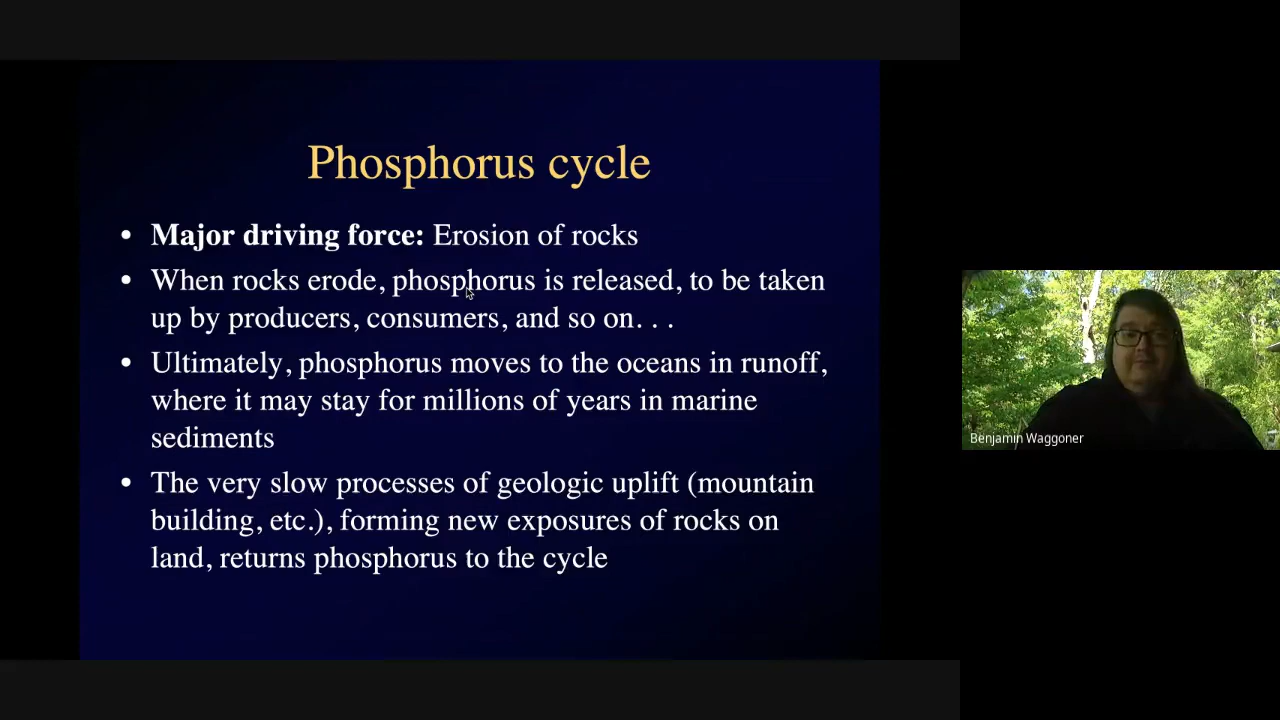 Phosphorus cycle
• Major driving force: Erosion of rocks
• When rocks erode, phosphorus is released, to be taken
up by producers, consumers, and so on. . .
• Ultimately, phosphorus moves to the oceans in runoff,
where it may stay for millions of years in marine
sediments
• The very slow processes of geologic uplift (mountain
building, etc.), forming new exposures of rocks on
land, returns phosphorus to the cycle
Benjamin Waggoner